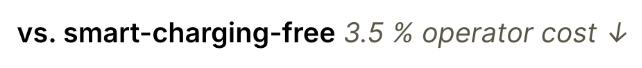 vs. smart-charging-free 3.5 % operator cost ↓